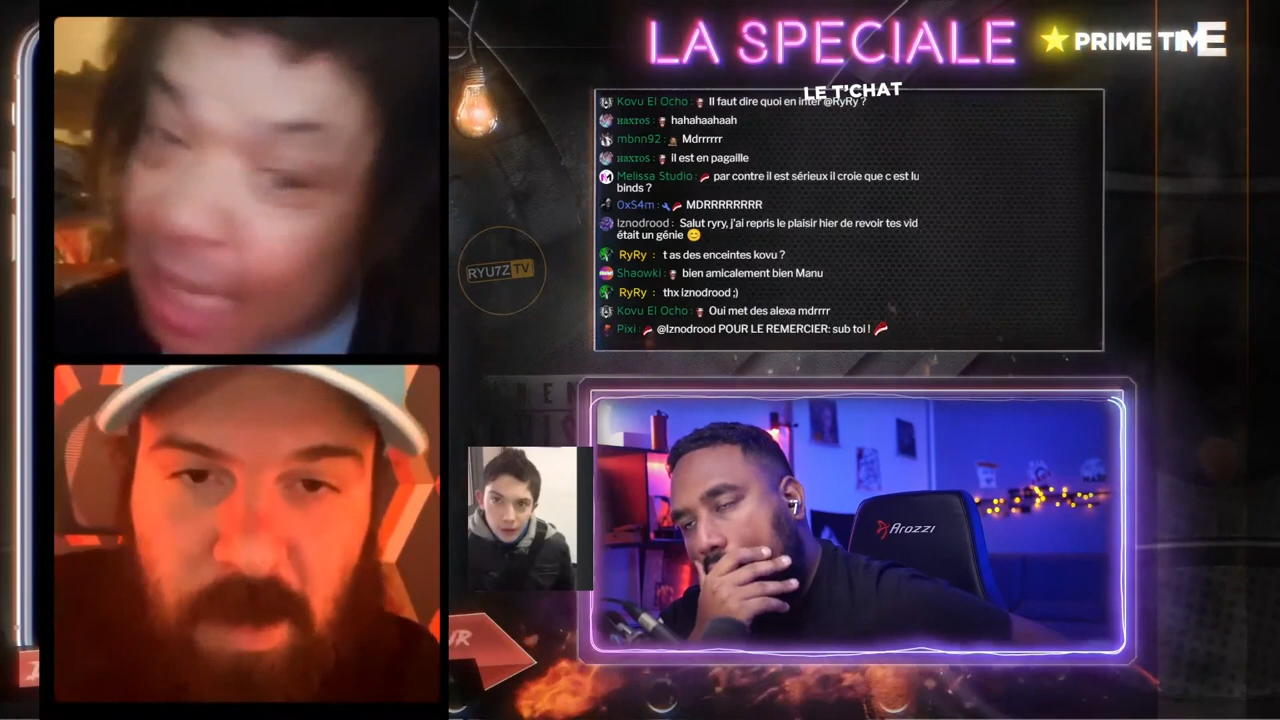 LA SPECIALE
PRIME TIME
LE T'CHAT
Kovu El Ocho : Il faut dire quoi en inter @RyRy ?
HAXTOS : hahahaahaah
mbnn92 : Mdrrrrrr
HAXTOS : il est en pagaille
Melissa Studio : par contre il est sérieux il croie que c est lu
binds ?
0xS4m : MDRRRRRRRR
Iznodrood : Salut ryry, j'ai repris le plaisir hier de revoir tes vid
était un génie 😊
RyRy : t as des enceintes kovu ?
Shaowki : bien amicalement bien Manu
RyRy : thx iznodrood ;)
Kovu El Ocho : Oui met des alexa mdrrr
Pixi : @Iznodrood POUR LE REMERCIER: sub toi !
RYU7Z TV
Arozzi
UR